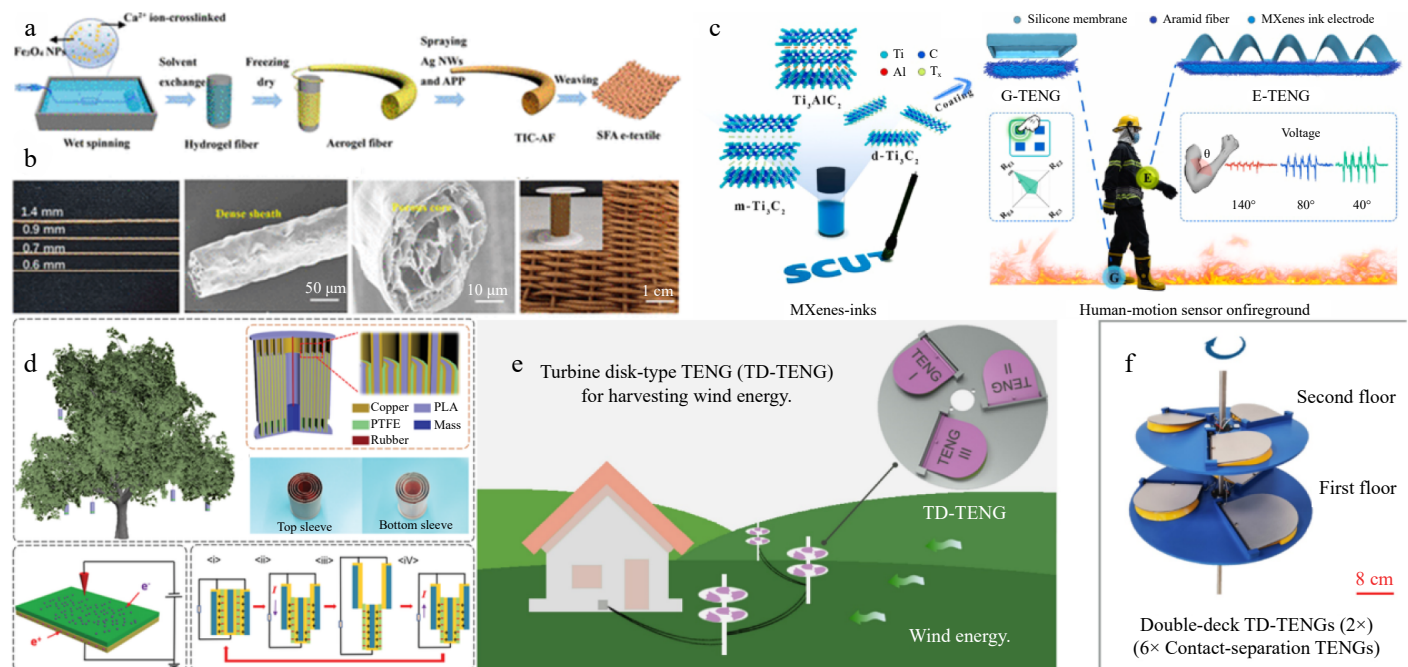 a
Ca²⁺ ion-crosslinked
Fe₃O₄ NPs
Solvent
exchange
Freezing
dry
Spraying
Ag NWs
and APP
Weaving
Wet spinning
Hydrogel fiber
Aerogel fiber
TIC-AF
SFA e-textile
b
1.4 mm
0.9 mm
0.7 mm
0.6 mm
Dense sheath
50 μm
Porous core
10 μm
1 cm
c
Ti
C
Al
Tₓ
Ti₃AlC₂
m-Ti₃C₂
d-Ti₃C₂
Coating
SCUT
MXenes-inks
Silicone membrane
Aramid fiber
MXenes ink electrode
G-TENG
E-TENG
Voltage
θ
140°
80°
40°
E
G
Human-motion sensor onfireground
d
Copper
PLA
PTFE
Mass
Rubber
Top sleeve
Bottom sleeve
e⁻
e⁺
<i>
<ii>
<iii>
<iV>
I
I
e
Turbine disk-type TENG (TD-TENG)
for harvesting wind energy.
TENG
I
TENG
II
TENG
III
TD-TENG
Wind energy.
f
Second floor
First floor
8 cm
Double-deck TD-TENGs (2×)
(6× Contact-separation TENGs)